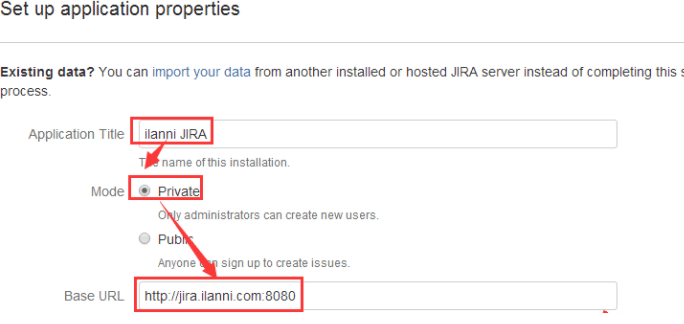 Set up application properties
Existing data? You can import your data from another installed or hosted JIRA server instead of completing this s
process.
Application Title ilanni JIRA
The name of this installation.
Mode Private
Only administrators can create new users.
Public
Anyone can sign up to create issues.
Base URL http://jira.ilanni.com:8080